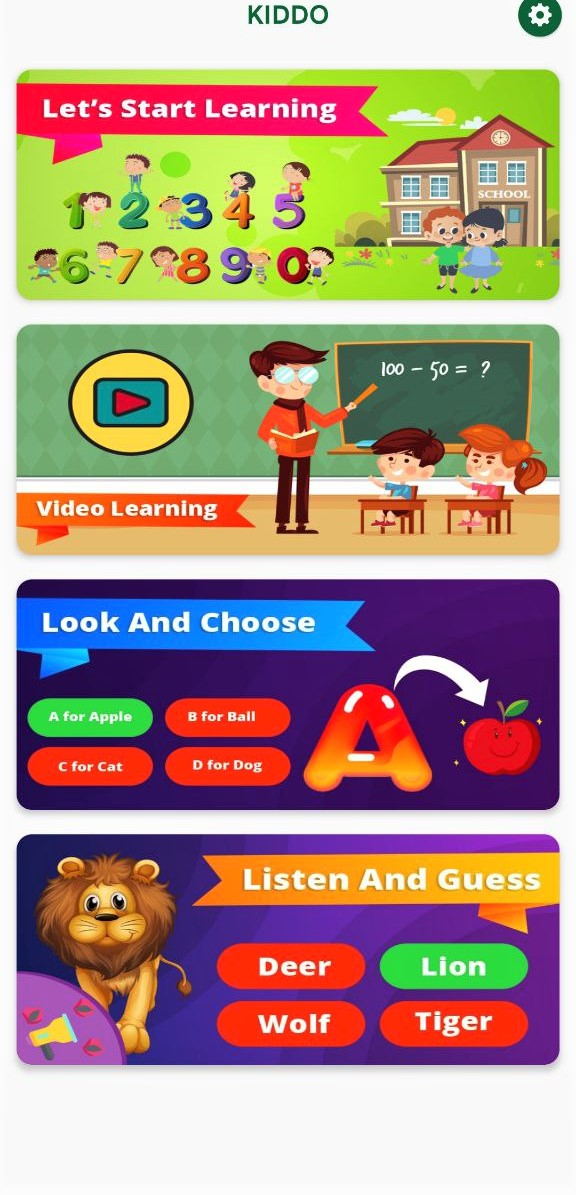 KIDDO
Let's Start Learning
1 2 3 4 5
6 7 8 9 0
SCHOOL
100 - 50 = ?
Video Learning
Look And Choose
A for Apple
B for Ball
C for Cat
D for Dog
A
Listen And Guess
Deer
Lion
Wolf
Tiger